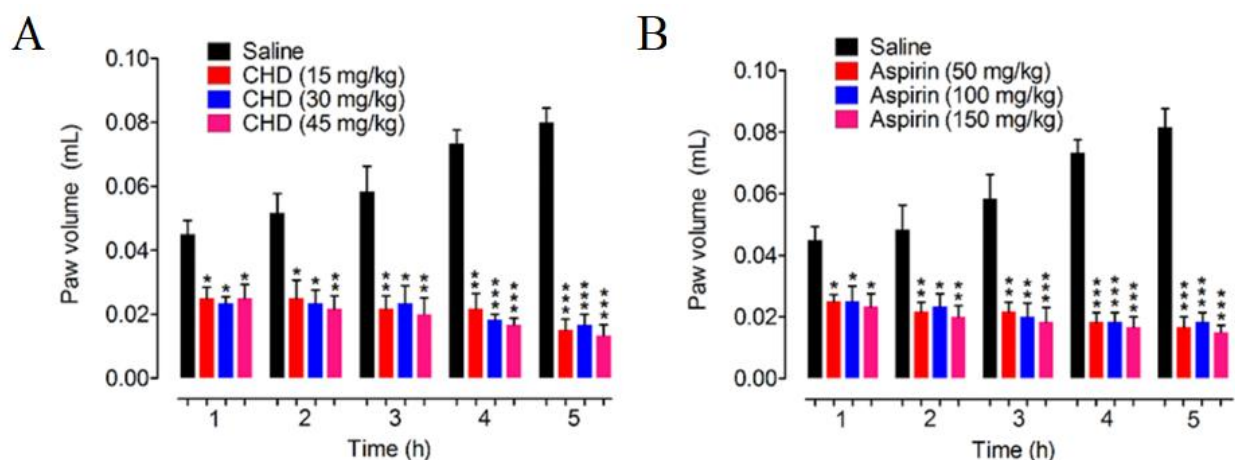 A
Saline
CHD (15 mg/kg)
CHD (30 mg/kg)
CHD (45 mg/kg)
Paw volume (mL)
0.10
0.08
0.06
0.04
0.02
0.00
* * * * * ** ** * ** ** *** *** *** *** ***
1 2 3 4 5
Time (h)
B
Saline
Aspirin (50 mg/kg)
Aspirin (100 mg/kg)
Aspirin (150 mg/kg)
Paw volume (mL)
0.10
0.08
0.06
0.04
0.02
0.00
* * * ** * ** ** ** *** *** *** *** *** *** ***
1 2 3 4 5
Time (h)